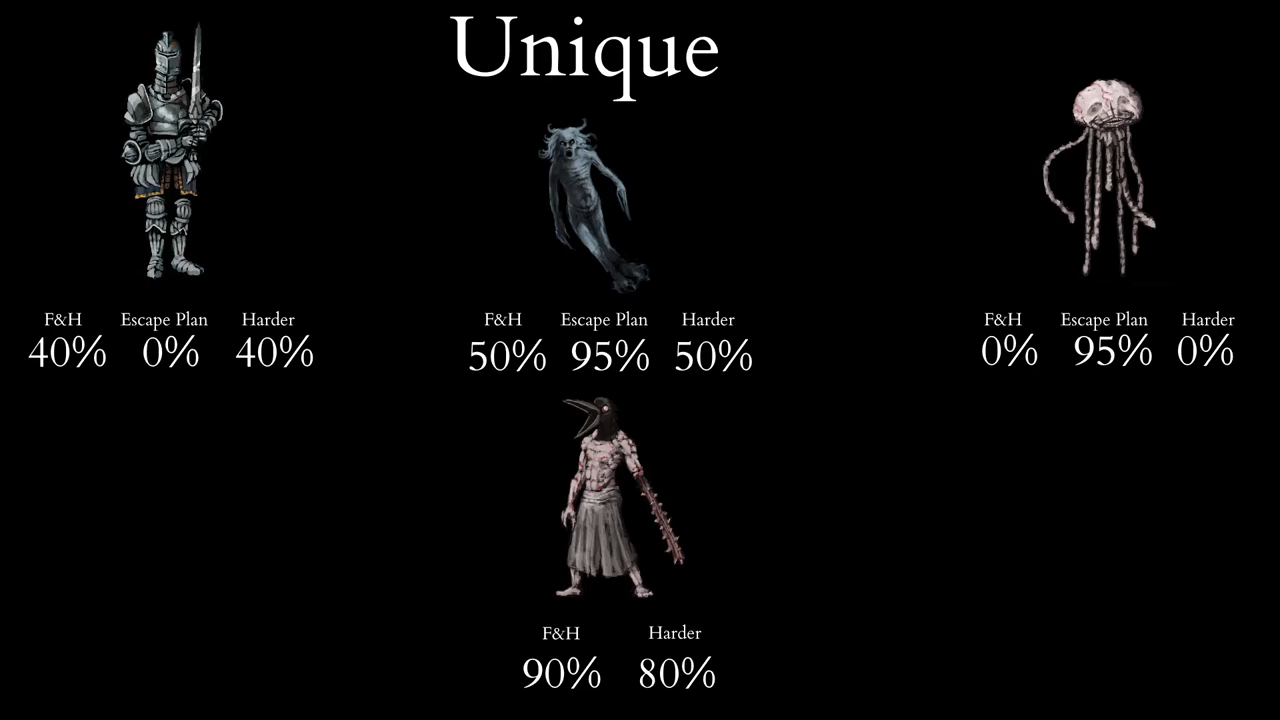 Unique
F&H Escape Plan Harder
40% 0% 40%
F&H Escape Plan Harder
50% 95% 50%
F&H Escape Plan Harder
0% 95% 0%
F&H Harder
90% 80%